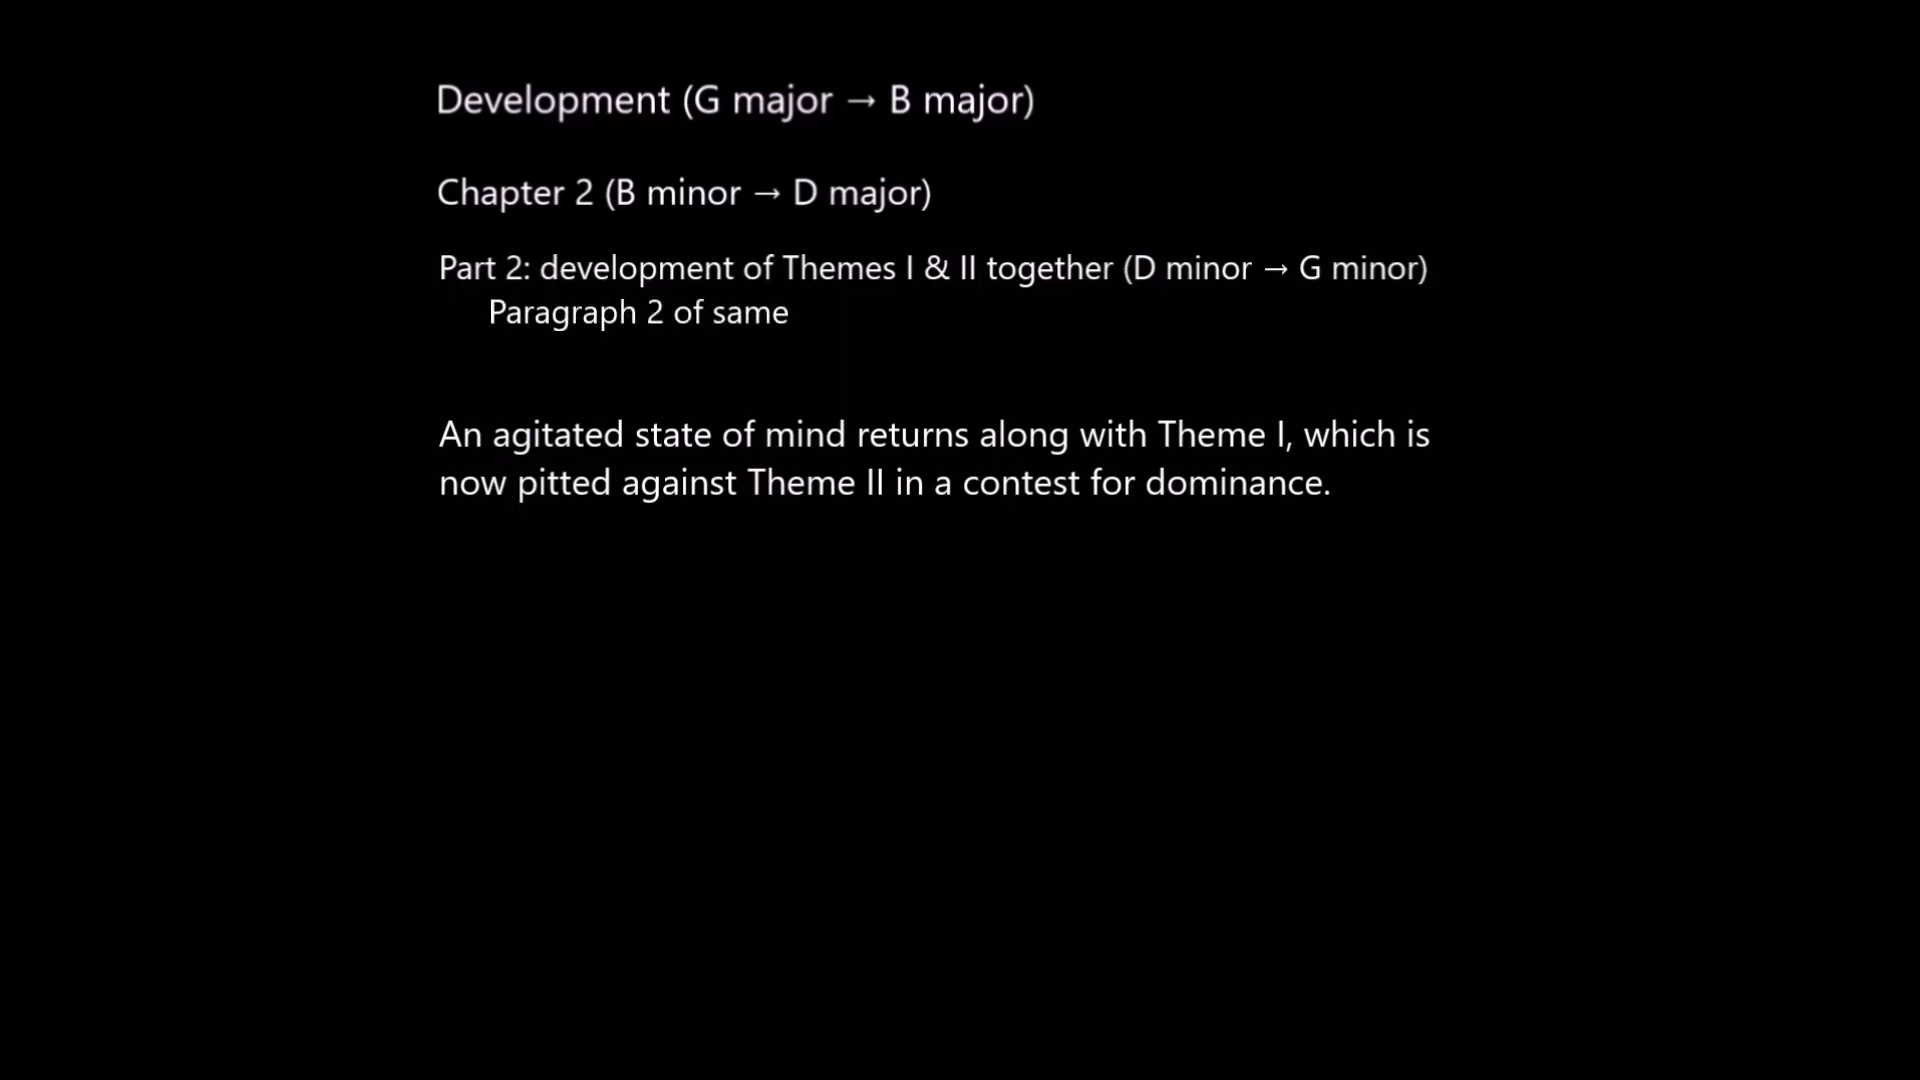 Development (G major → B major)
Chapter 2 (B minor → D major)
Part 2: development of Themes I & II together (D minor → G minor)
Paragraph 2 of same
An agitated state of mind returns along with Theme I, which is
now pitted against Theme II in a contest for dominance.